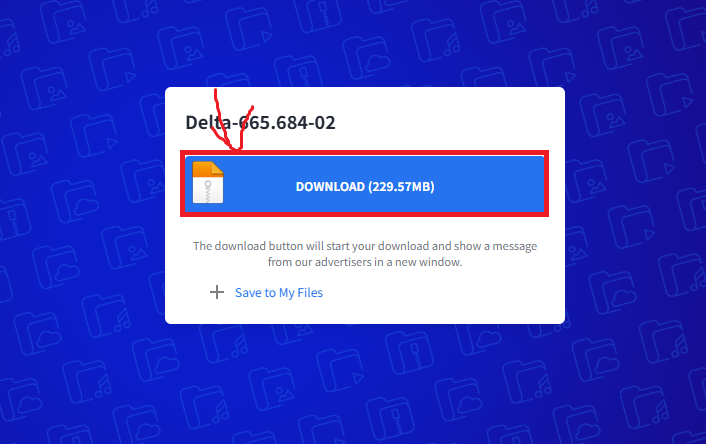 Delta-665.684-02
DOWNLOAD (229.57MB)
The download button will start your download and show a message
from our advertisers in a new window.
Save to My Files